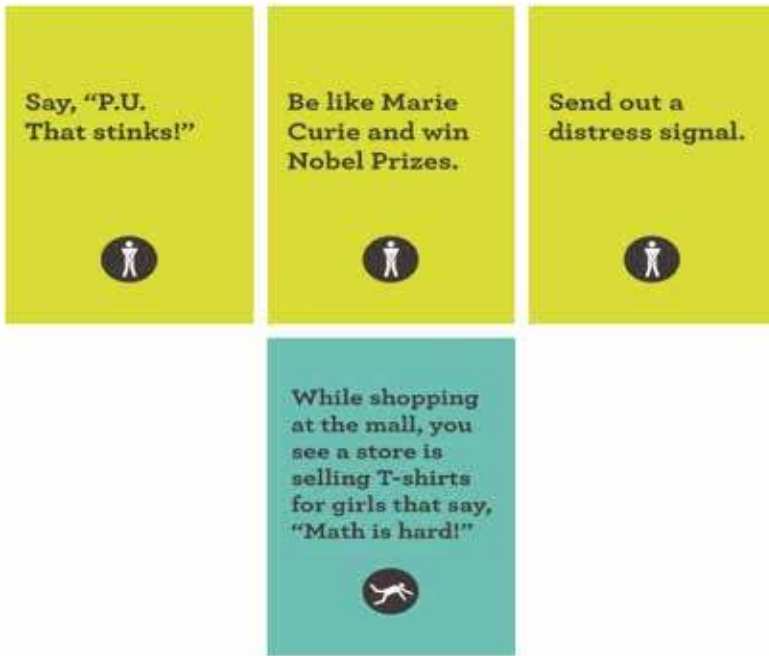 Say, “P.U.
That stinks!”
Be like Marie
Curie and win
Nobel Prizes.
Send out a
distress signal.
While shopping
at the mall, you
see a store is
selling T-shirts
for girls that say,
“Math is hard!”